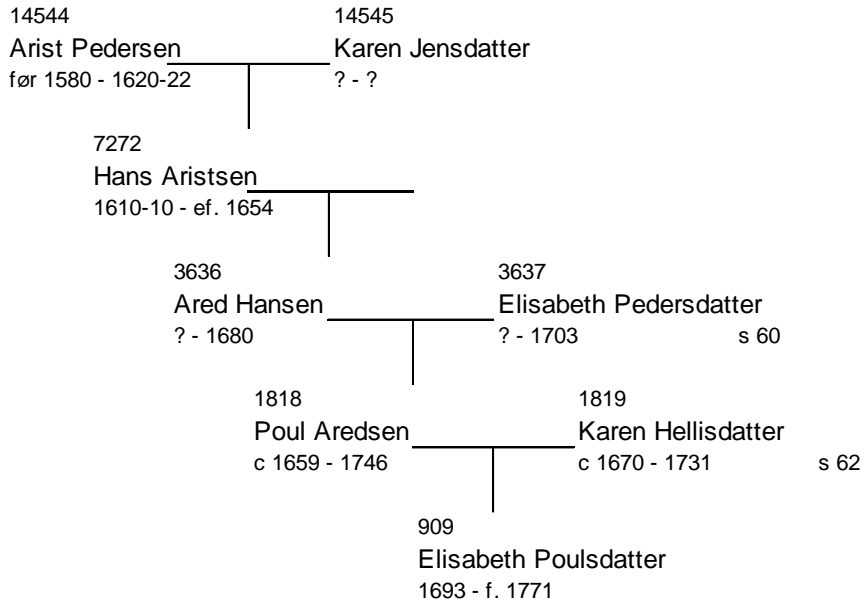 14544 14545
Arist Pedersen Karen Jensdatter
før 1580 - 1620-22 ? - ?
7272
Hans Aristsen
1610-10 - ef. 1654
3636 3637
Ared Hansen Elisabeth Pedersdatter
? - 1680 ? - 1703 s 60
1818 1819
Poul Aredsen Karen Hellisdatter
c 1659 - 1746 c 1670 - 1731 s 62
909
Elisabeth Poulsdatter
1693 - f. 1771